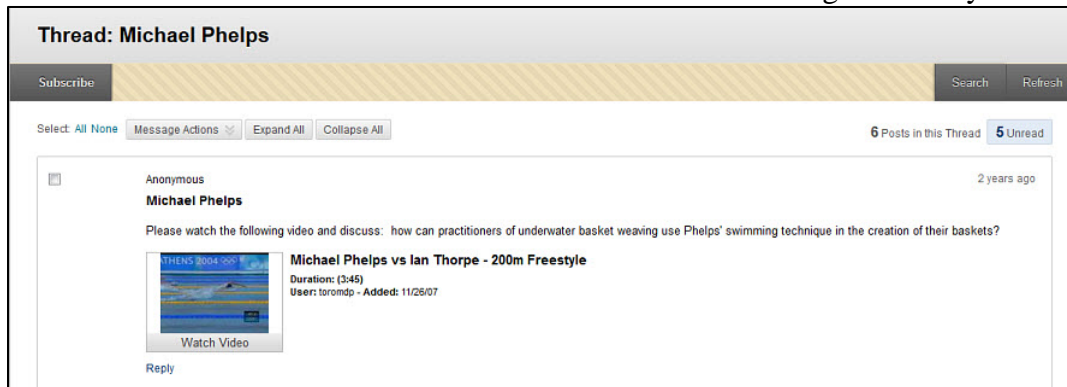 Thread: Michael Phelps
Subscribe
Search Refresh
Select: All None Message Actions Expand All Collapse All 6 Posts in this Thread 5 Unread
Anonymous 2 years ago
Michael Phelps
Please watch the following video and discuss: how can practitioners of underwater basket weaving use Phelps' swimming technique in the creation of their baskets?
ATHENS 2004
Michael Phelps vs Ian Thorpe - 200m Freestyle
Duration: (3:45)
User: toromdp - Added: 11/26/07
Watch Video
Reply